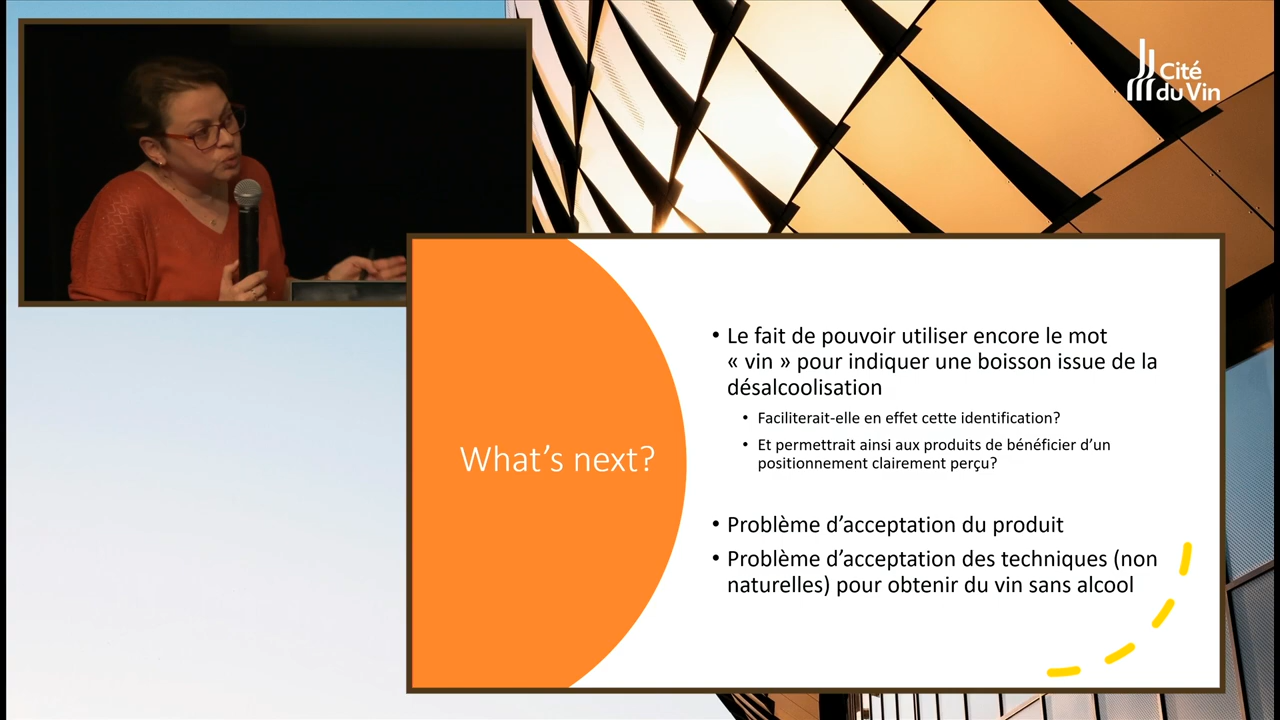 Cité
du Vin
What's next?
• Le fait de pouvoir utiliser encore le mot
« vin » pour indiquer une boisson issue de la
désalcoolisation
• Faciliterait-elle en effet cette identification?
• Et permettrait ainsi aux produits de bénéficier d'un
positionnement clairement perçu?
• Problème d'acceptation du produit
• Problème d'acceptation des techniques (non
naturelles) pour obtenir du vin sans alcool